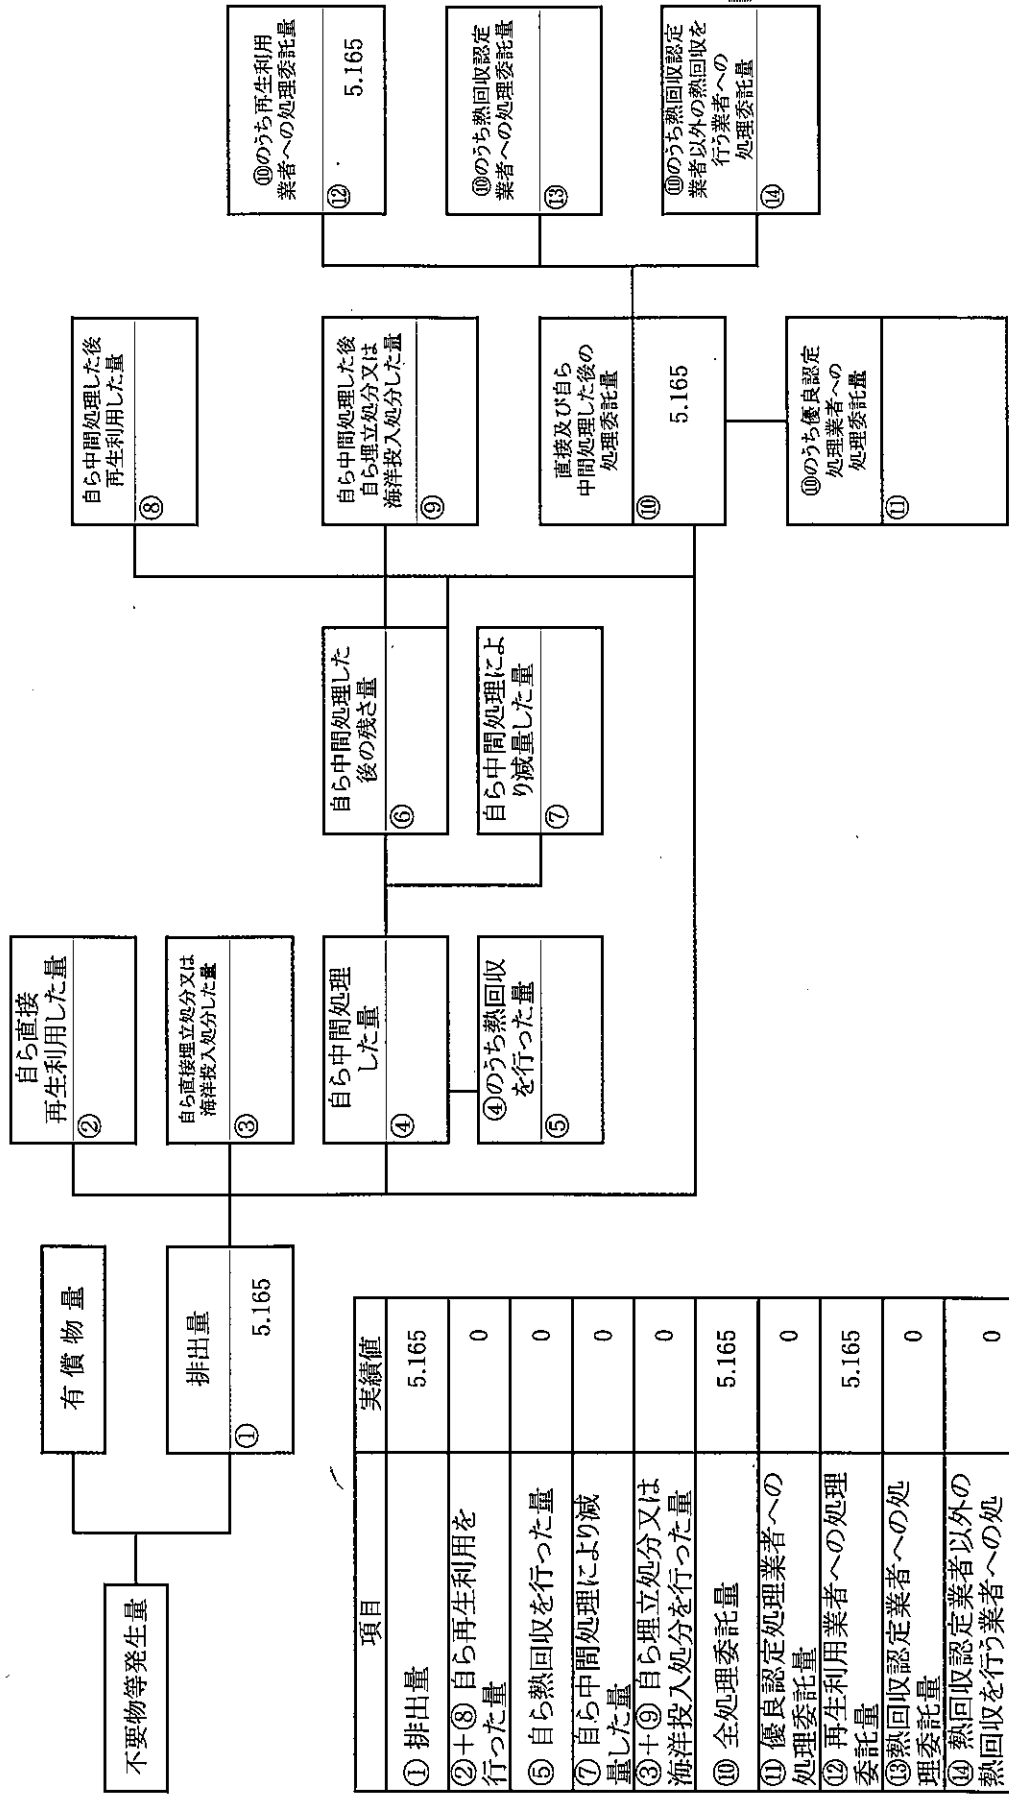 不要物等発生量
有償物量
排出量
①
5.165
自ら直接
再生利用した量
②
自ら直接埋立処分又は
海洋投入処分した量
③
自ら中間処理
した量
④
④のうち熱回収
を行った量
⑤
自ら中間処理した
後の残さ量
⑥
自ら中間処理によ
り減量した量
⑦
自ら中間処理した後
再生利用した量
⑧
自ら中間処理した後
自ら埋立処分又は
海洋投入処分した量
⑨
直接及び自ら
中間処理した後の
処理委託量
⑩
5.165
⑩のうち優良認定
処理業者への
処理委託量
⑪
⑩のうち再生利用
業者への処理委託量
⑫
5.165
⑩のうち熱回収認定
業者への処理委託量
⑬
⑩のうち熱回収認定
業者以外の熱回収を
行う業者への
処理委託量
⑭
項目 実績値
① 排出量 5.165
②+⑧ 自ら再生利用を
行った量 0
⑤ 自ら熱回収を行った量 0
⑦ 自ら中間処理により減
量した量 0
③+⑨ 自ら埋立処分又は
海洋投入処分を行った量 0
⑩ 全処理委託量 5.165
⑪ 優良認定処理業者への
処理委託量 0
⑫ 再生利用業者への処理
委託量 5.165
⑬熱回収認定業者への処
理委託量 0
⑭ 熱回収認定業者以外の
熱回収を行う業者への処 0